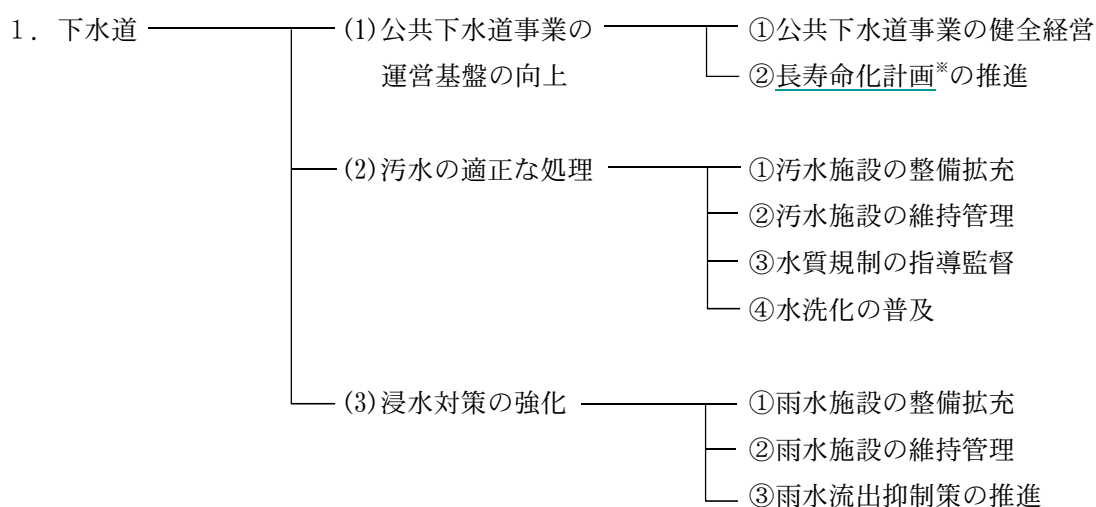 1．下水道
(1)公共下水道事業の
運営基盤の向上
①公共下水道事業の健全経営
②長寿命化計画※の推進
(2)汚水の適正な処理
①汚水施設の整備拡充
②汚水施設の維持管理
③水質規制の指導監督
④水洗化の普及
(3)浸水対策の強化
①雨水施設の整備拡充
②雨水施設の維持管理
③雨水流出抑制策の推進